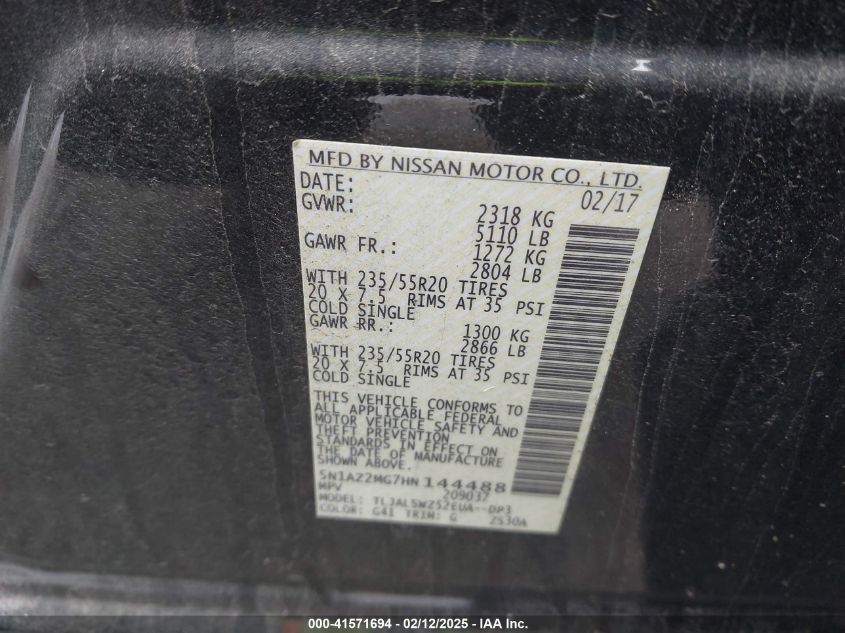 MFD BY NISSAN MOTOR CO., LTD.
DATE: 02/17
GVWR: 2318 KG
5110 LB
GAWR FR.: 1272 KG
2804 LB
WITH 235/55R20 TIRES
20 X 7.5 RIMS AT 35 PSI
COLD SINGLE
GAWR RR.: 1300 KG
2866 LB
WITH 235/55R20 TIRES
20 X 7.5 RIMS AT 35 PSI
COLD SINGLE
THIS VEHICLE CONFORMS TO
ALL APPLICABLE FEDERAL
MOTOR VEHICLE SAFETY AND
THEFT PREVENTION
STANDARDS IN EFFECT ON
THE DATE OF MANUFACTURE
SHOWN ABOVE.
5N1AZ2MG7HN 144488
MPV 209037
MODEL: TLJALSWZ52EUA--DP3
COLOR: G41 TRIM: G 2S30A
000-41571694 - 02/12/2025 - IAA Inc.